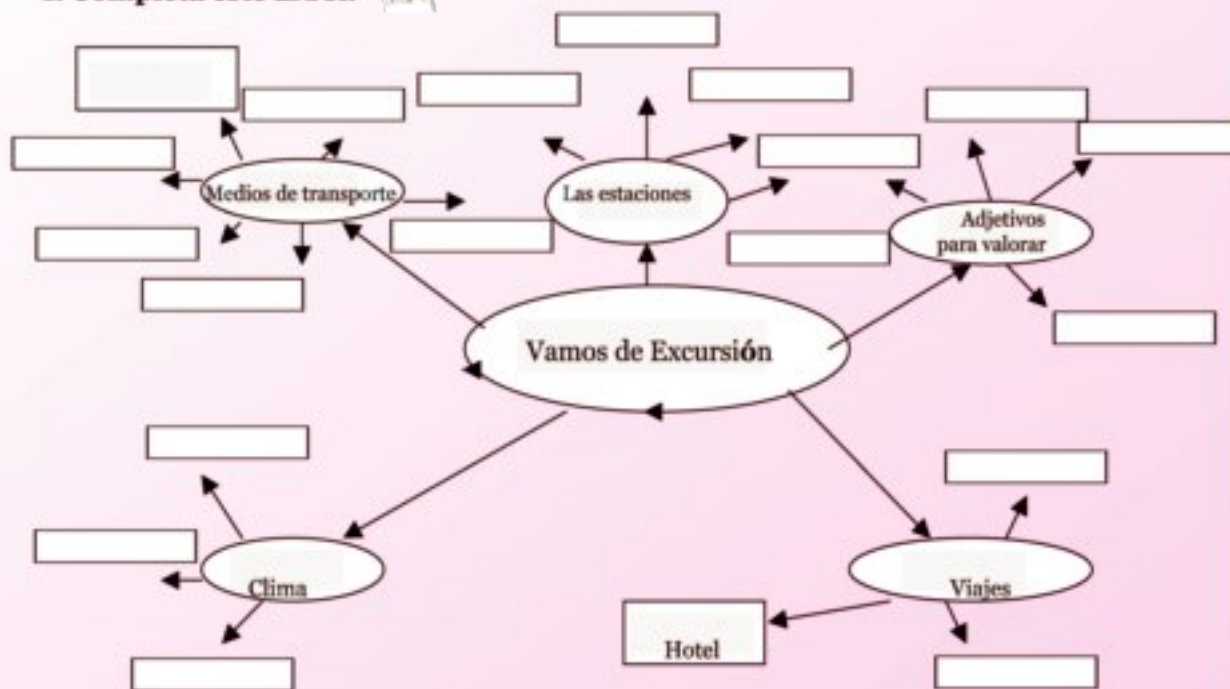 Medios de transporte
Las estaciones
Adjetivos
para valorar
Vamos de Excursión
Clima
Viajes
Hotel